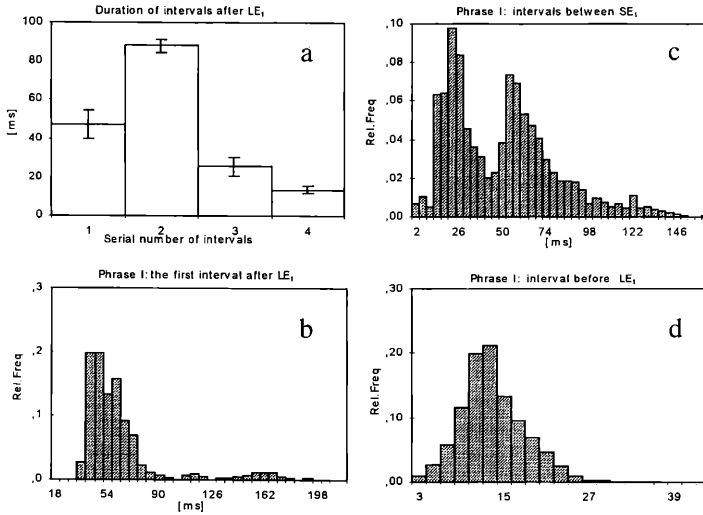 Duration of intervals after LE₁
a
[ms]
100
80
60
40
20
0
1 2 3 4
Serial number of intervals
Phrase I: intervals between SE₁
c
Rel.Freq
,10
,08
,06
,04
,02
,00
2 26 50 74 98 122 146
[ms]
Phrase I: the first interval after LE₁
b
Rel.Freq
,3
,2
,1
,0
18 54 90 126 162 198
[ms]
Phrase I: interval before LE₁
d
Rel.Freq
,30
,20
,10
,00
3 15 27 39